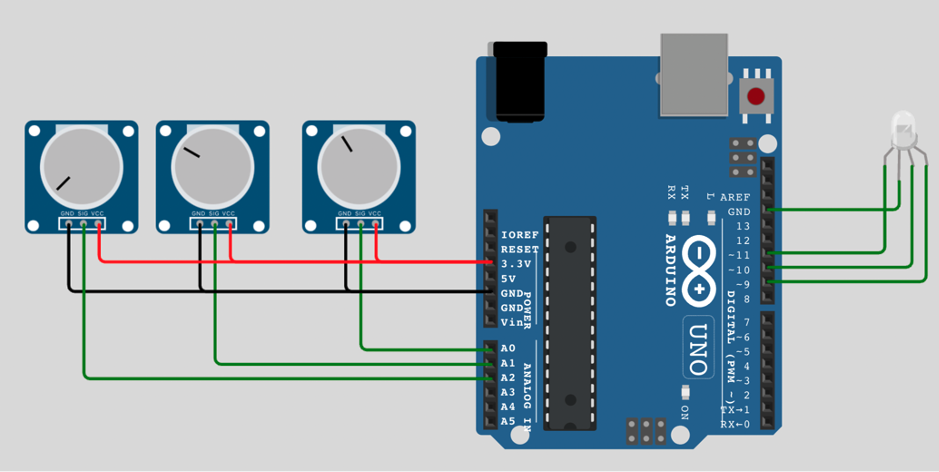 GND SIG VCC
GND SIG VCC
GND SIG VCC
IOREF
RESET
3.3V
5V
GND
GND
Vin
POWER
A0
A1
A2
A3
A4
A5
ANALOG IN
RX
TX
L
ARDUINO
UNO
ON
AREF
GND
13
12
~11
~10
~9
8
7
~6
~5
4
~3
2
TX→1
RX←0
DIGITAL (PWM ~)